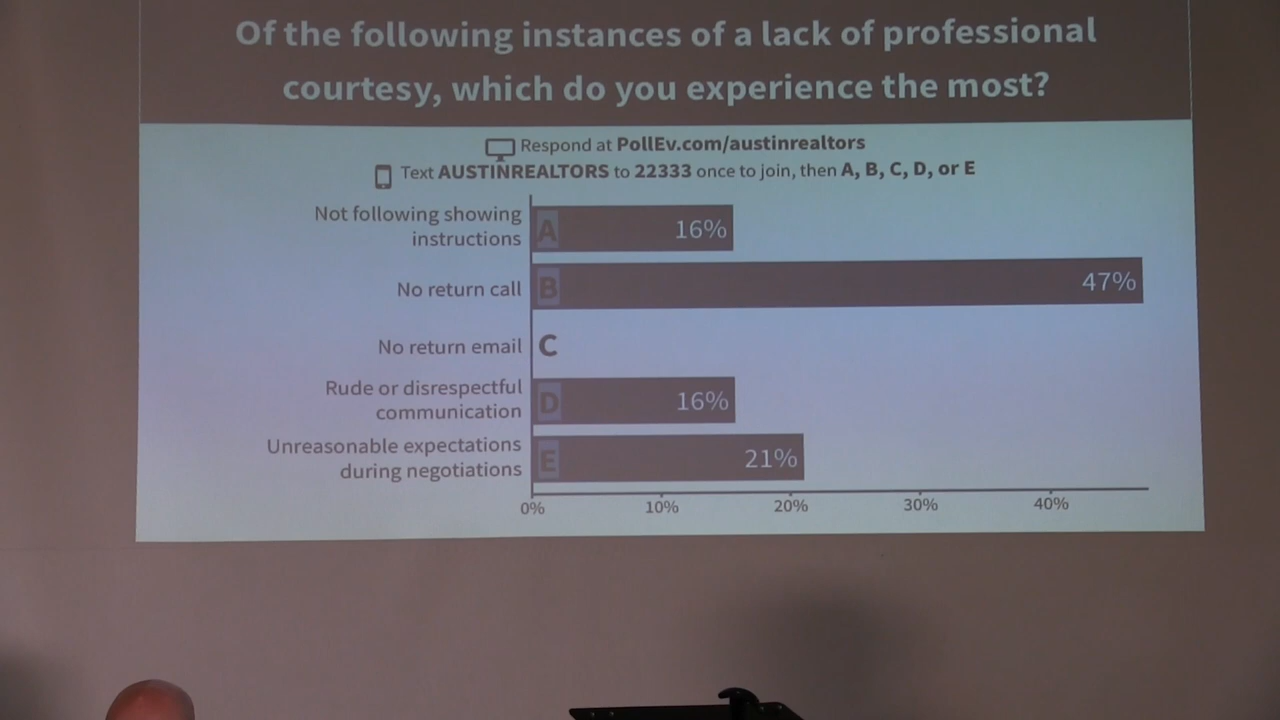 Of the following instances of a lack of professional
courtesy, which do you experience the most?
Respond at PollEv.com/austinrealtors
Text AUSTINREALTORS to 22333 once to join, then A, B, C, D, or E
Not following showing
instructions
A
16%
No return call
B
47%
No return email
C
Rude or disrespectful
communication
D
16%
Unreasonable expectations
during negotiations
E
21%
0%
10%
20%
30%
40%